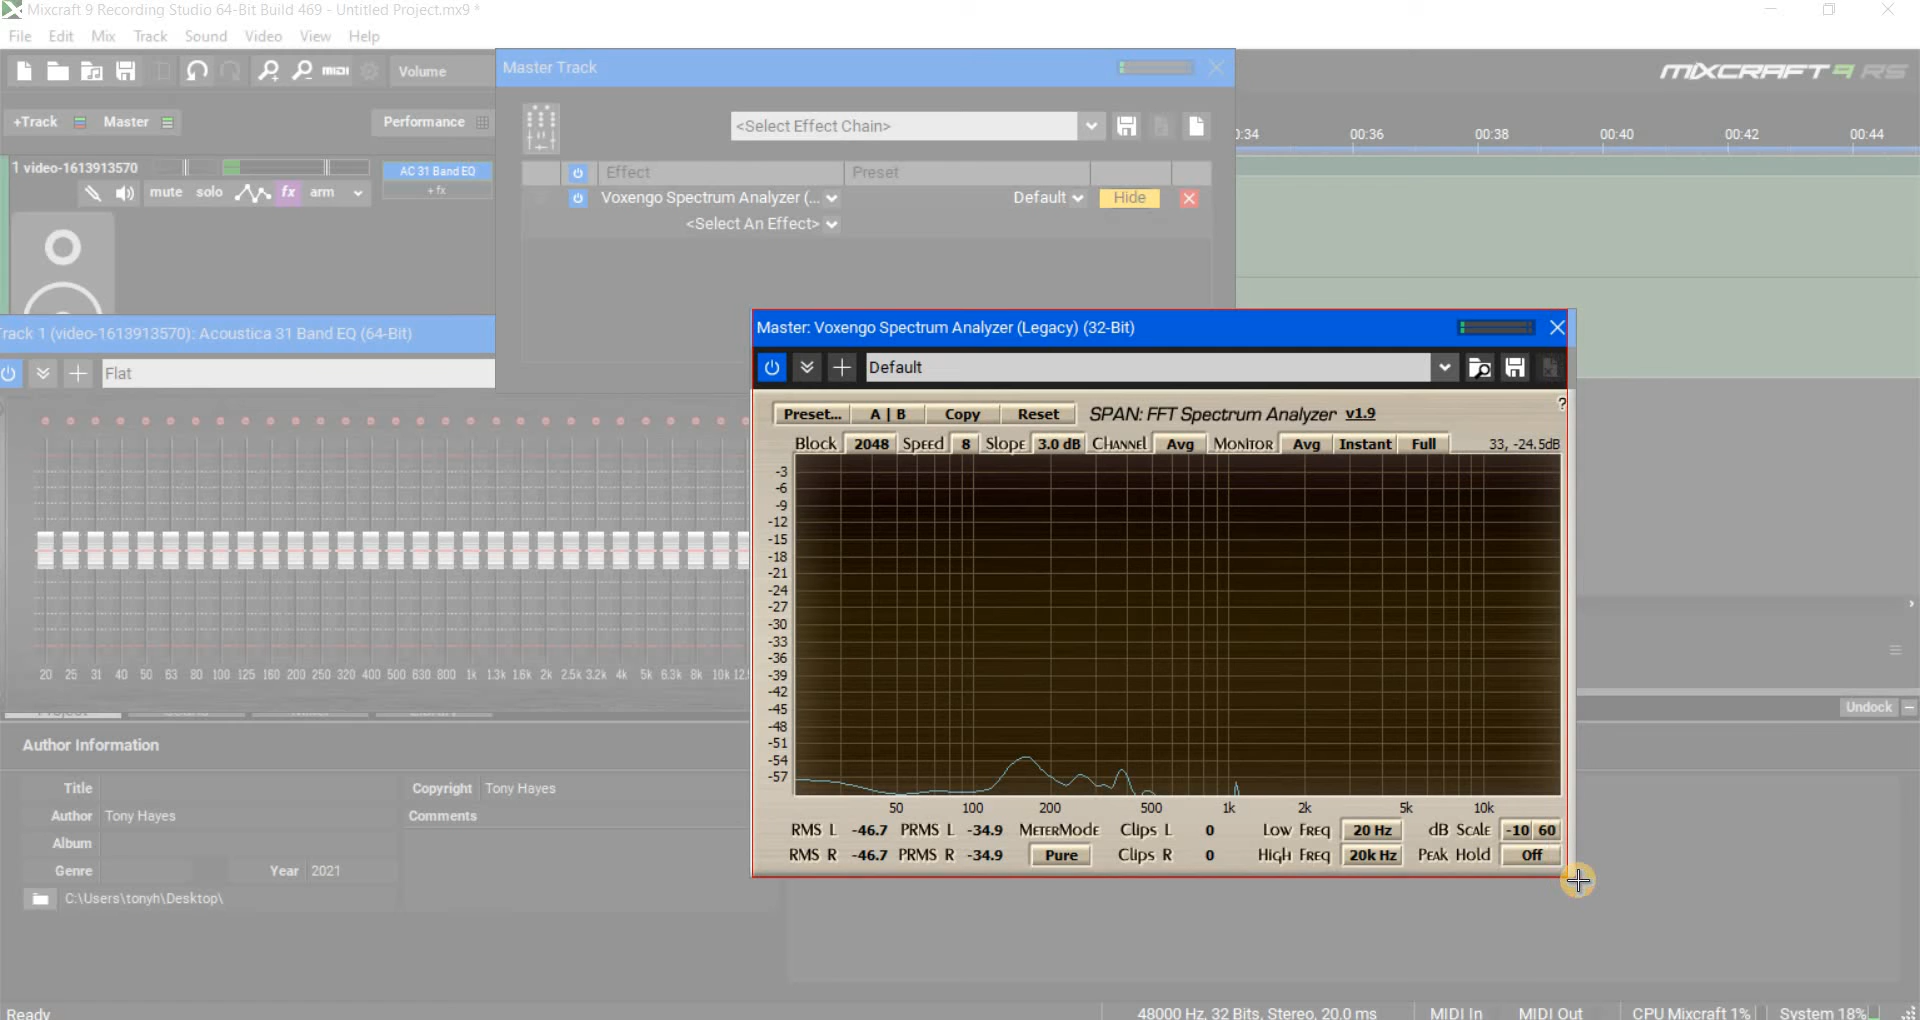 Mixcraft 9 Recording Studio 64-Bit Build 469 - Untitled Project.mx9 *
File Edit Mix Track Sound Video View Help
MIDI Volume
Master Track
MIXCRAFT 9 RS
+Track Master Performance
<Select Effect Chain>
0:34 00:36 00:38 00:40 00:42 00:44
1 video-1613913570
AC 31 Band EQ
+ fx
mute solo fx arm
Effect Preset
Voxengo Spectrum Analyzer (... Default Hide
<Select An Effect>
rack 1 (video-1613913570): Acoustica 31 Band EQ (64-Bit)
Flat
20 25 31 40 50 63 80 100 125 160 200 250 320 400 500 630 800 1k 1.3k 1.6k 2k 2.5k 3.2k 4k 5k 6.3k 8k 10k 12.
Master: Voxengo Spectrum Analyzer (Legacy) (32-Bit)
Default
Preset... A | B Copy Reset SPAN: FFT Spectrum Analyzer v1.9 ?
Block 2048 Speed 8 Slope 3.0 dB Channel Avg Monitor Avg Instant Full 33, -24.5dB
-3
-6
-9
-12
-15
-18
-21
-24
-27
-30
-33
-36
-39
-42
-45
-48
-51
-54
-57
50 100 200 500 1k 2k 5k 10k
RMS L -46.7 PRMS L -34.9 MeterMode Clips L 0 Low Freq 20 Hz dB Scale -10 60
RMS R -46.7 PRMS R -34.9 Pure Clips R 0 High Freq 20k Hz Peak Hold Off
Undock
Author Information
Title
Copyright Tony Hayes
Author Tony Hayes
Comments
Album
Genre
Year 2021
C:\Users\tonyh\Desktop\
Ready
48000 Hz, 32 Bits, Stereo, 20.0 ms MIDI In MIDI Out CPU Mixcraft 1% System 18%